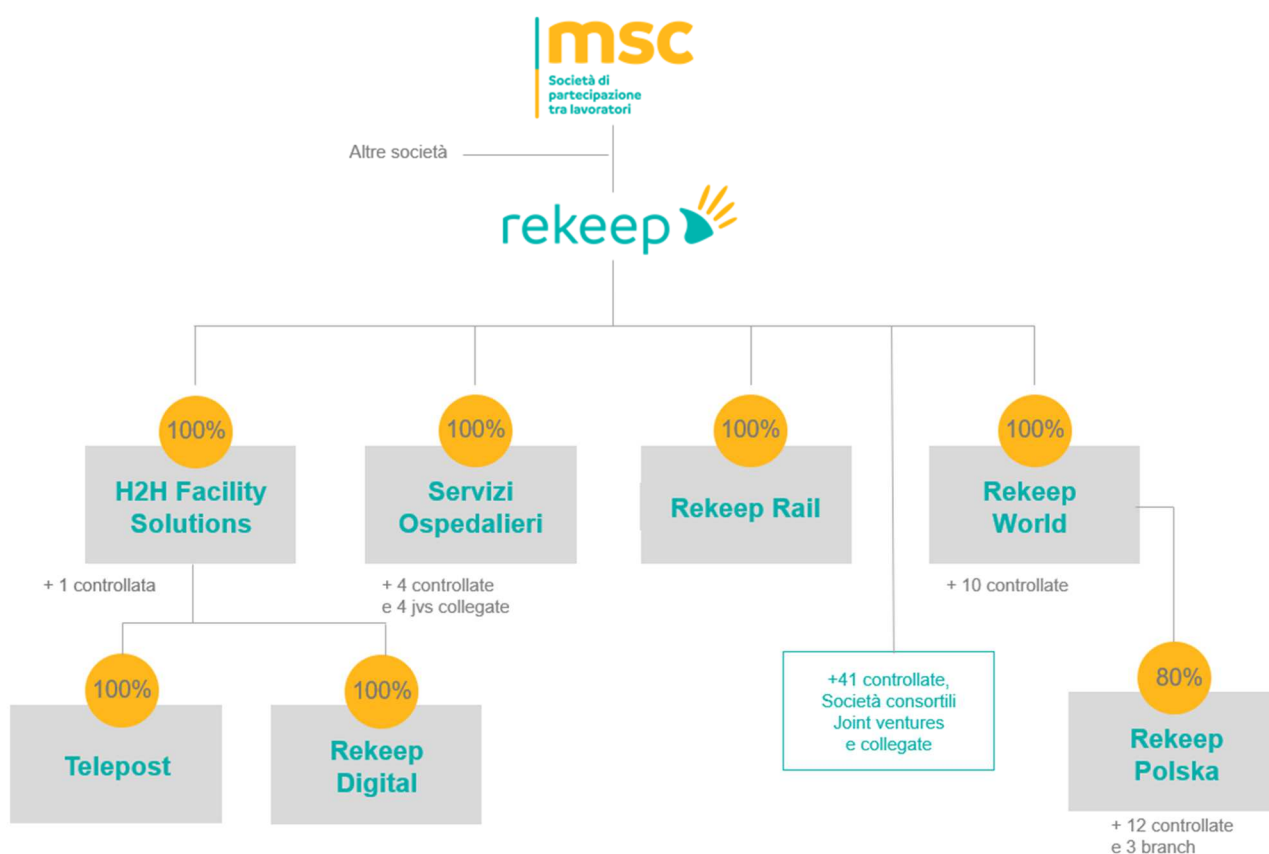 msc
Società di
partecipazione
tra lavoratori
Altre società
rekeep
100%
H2H Facility
Solutions
+ 1 controllata
100%
Servizi
Ospedalieri
+ 4 controllate
e 4 jvs collegate
100%
Rekeep Rail
100%
Rekeep
World
+ 10 controllate
100%
Telepost
100%
Rekeep
Digital
+41 controllate,
Società consortili
Joint ventures
e collegate
80%
Rekeep
Polska
+ 12 controllate
e 3 branch